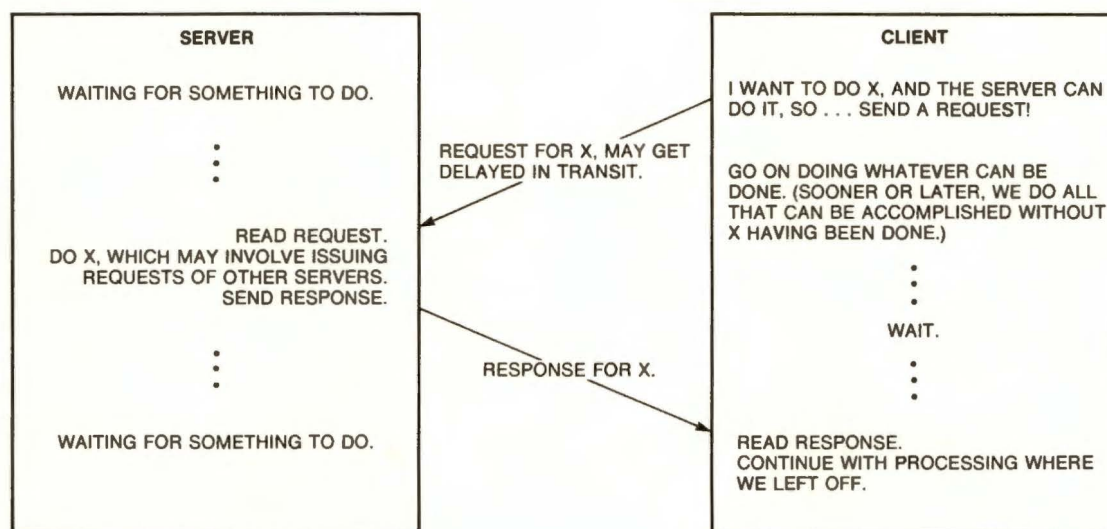 SERVER
WAITING FOR SOMETHING TO DO.
READ REQUEST.
DO X, WHICH MAY INVOLVE ISSUING
REQUESTS OF OTHER SERVERS.
SEND RESPONSE.
WAITING FOR SOMETHING TO DO.
REQUEST FOR X, MAY GET
DELAYED IN TRANSIT.
RESPONSE FOR X.
CLIENT
I WANT TO DO X, AND THE SERVER CAN
DO IT, SO . . . SEND A REQUEST!
GO ON DOING WHATEVER CAN BE
DONE. (SOONER OR LATER, WE DO ALL
THAT CAN BE ACCOMPLISHED WITHOUT
X HAVING BEEN DONE.)
WAIT.
READ RESPONSE.
CONTINUE WITH PROCESSING WHERE
WE LEFT OFF.